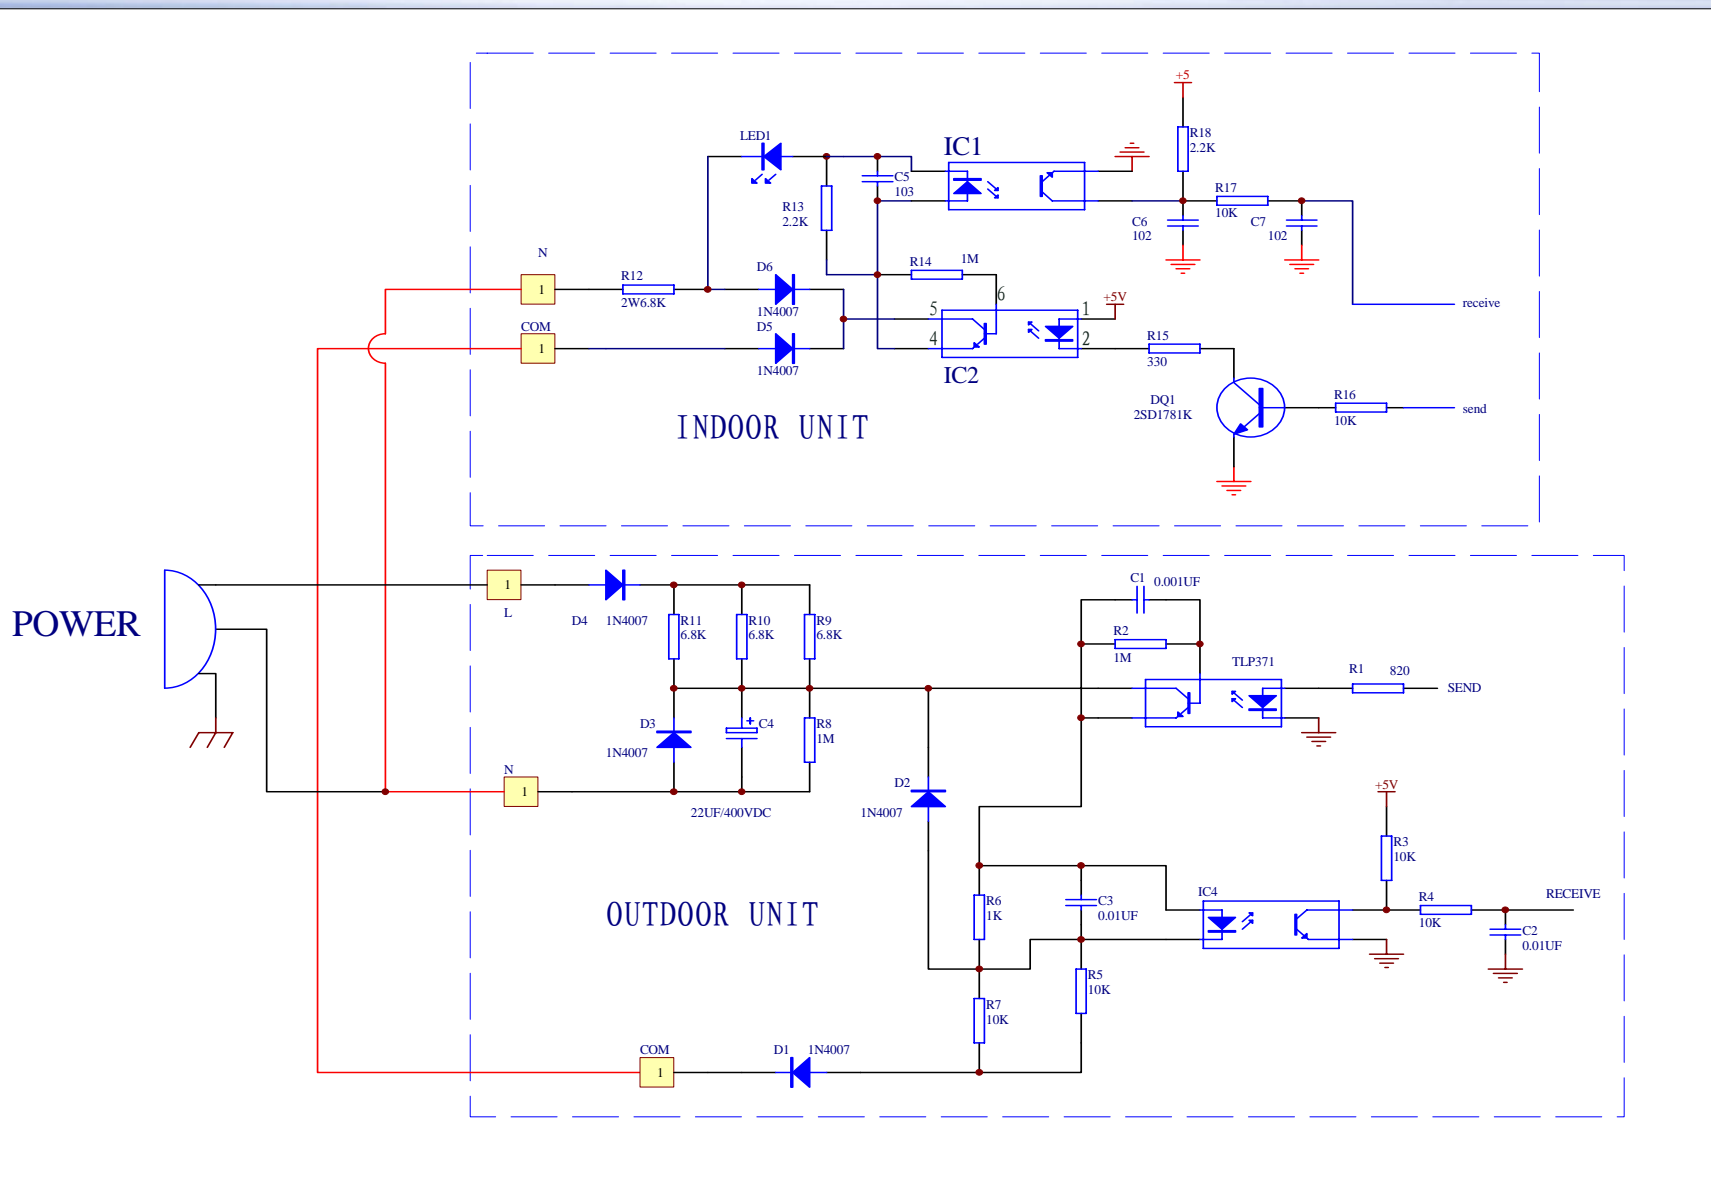 +5
LED1
IC1
R18
2.2K
C5
103
R13
2.2K
R17
10K
C6
102
C7
102
N
R14
1M
D6
R12
1
2W6.8K
1N4007
6
+5V
5
1
receive
COM
D5
4
2
R15
1
1N4007
330
IC2
DQ1
2SD1781K
R16
10K
send
INDOOR UNIT
POWER
1
L
D4
1N4007
R11
6.8K
R10
6.8K
R9
6.8K
C1
0.001UF
R2
1M
TLP371
R1
820
SEND
D3
1N4007
+
C4
R8
1M
N
1
22UF/400VDC
D2
1N4007
+5V
R3
10K
OUTDOOR UNIT
R6
1K
C3
0.01UF
IC4
R4
10K
RECEIVE
C2
0.01UF
R5
10K
R7
10K
COM
1
D1
1N4007